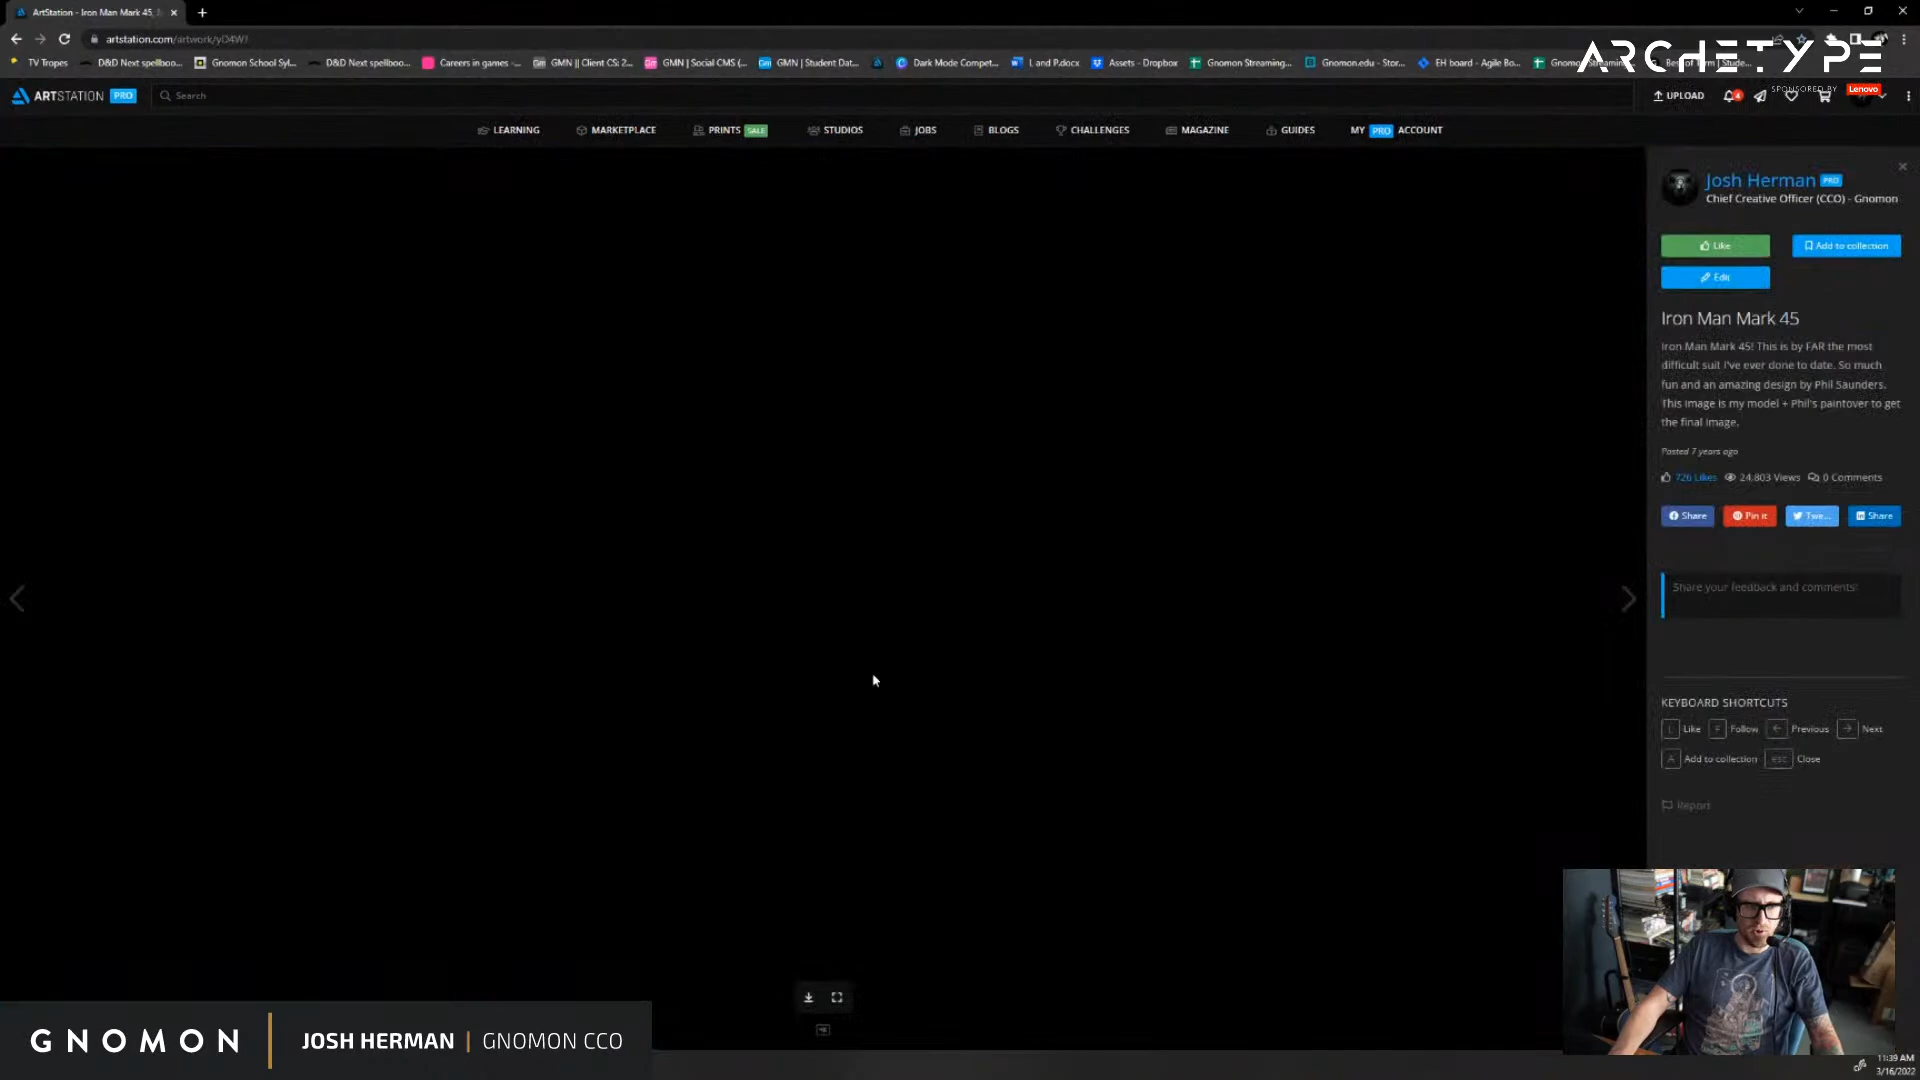 ArtStation - Iron Man Mark 45,
artstation.com/artwork/yD4WJ
TV Tropes D&D Next spellboo... Gnomon School Syl... D&D Next spellboo... Careers in games -... GMN || Client CS: 2... GMN | Social CMS (... GMN | Student Dat... Dark Mode Compet... L and P.docx Assets - Dropbox Gnomon Streaming... Gnomon.edu - Stor... EH board - Agile Bo...
ARCHETYPE
SPONSORED BY Lenovo
ARTSTATION PRO Search UPLOAD 4
LEARNING MARKETPLACE PRINTS SALE STUDIOS JOBS BLOGS CHALLENGES MAGAZINE GUIDES MY PRO ACCOUNT
Josh Herman PRO
Chief Creative Officer (CCO) - Gnomon
Like Add to collection
Edit
Iron Man Mark 45
Iron Man Mark 45! This is by FAR the most
difficult suit I've ever done to date. So much
fun and an amazing design by Phil Saunders.
This image is my model + Phil's paintover to get
the final image.
Posted 7 years ago
726 Likes 24,803 Views 0 Comments
Share Pin it Twe... Share
Share your feedback and comments!
KEYBOARD SHORTCUTS
L Like F Follow Previous Next
A Add to collection esc Close
Report
GNOMON JOSH HERMAN | GNOMON CCO
11:39 AM
3/16/2022